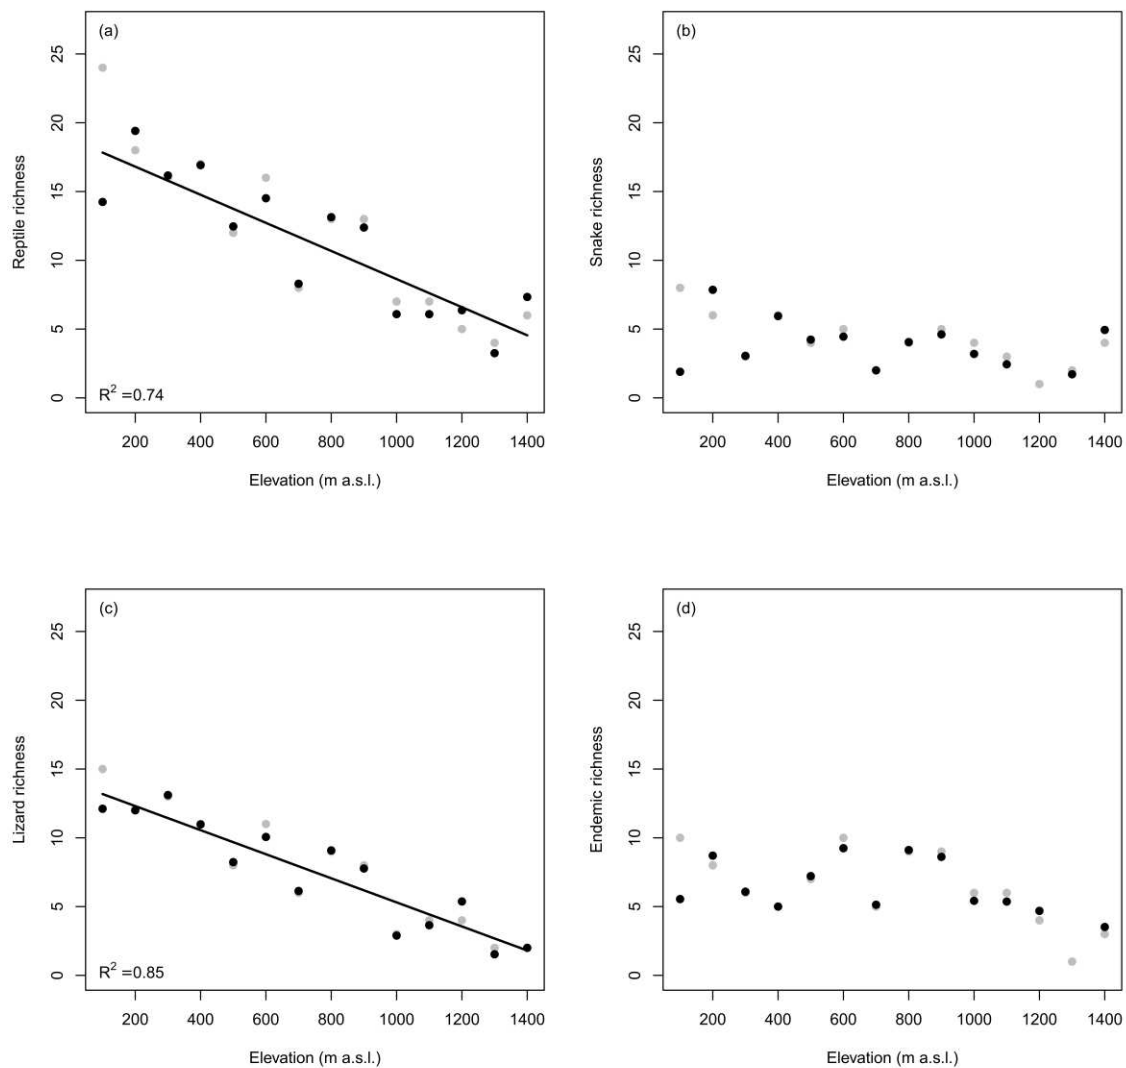 (a)
Reptile richness
25
20
15
10
5
0
R² =0.74
200 400 600 800 1000 1200 1400
Elevation (m a.s.l.)
(b)
Snake richness
25
20
15
10
5
0
200 400 600 800 1000 1200 1400
Elevation (m a.s.l.)
(c)
Lizard richness
25
20
15
10
5
0
R² =0.85
200 400 600 800 1000 1200 1400
Elevation (m a.s.l.)
(d)
Endemic richness
25
20
15
10
5
0
200 400 600 800 1000 1200 1400
Elevation (m a.s.l.)